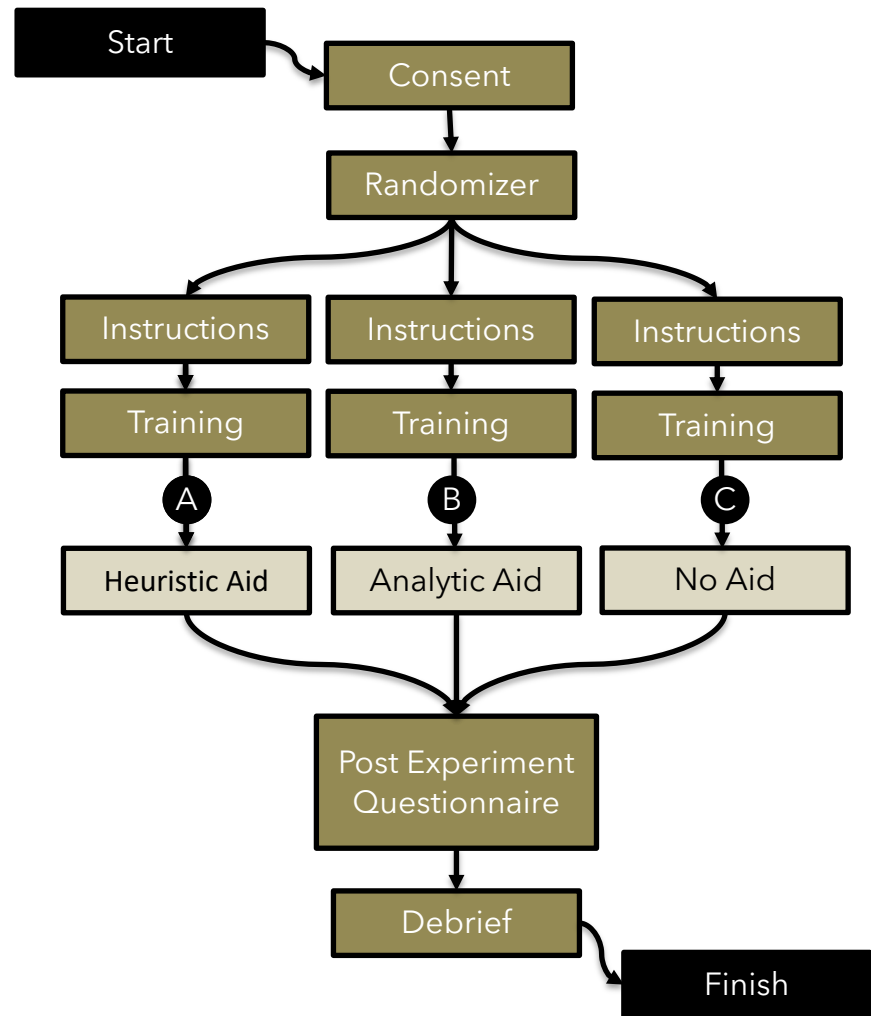 Start
Consent
Randomizer
Instructions
Instructions
Instructions
Training
Training
Training
A
B
C
Heuristic Aid
Analytic Aid
No Aid
Post Experiment
Questionnaire
Debrief
Finish